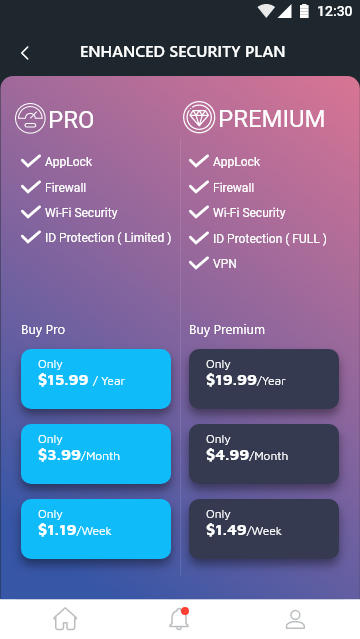 12:30
ENHANCED SECURITY PLAN
PRO
AppLock
Firewall
Wi-Fi Security
ID Protection ( Limited )
PREMIUM
AppLock
Firewall
Wi-Fi Security
ID Protection ( FULL )
VPN
Buy Pro
Only
$15.99 / Year
Only
$3.99/Month
Only
$1.19/Week
Buy Premium
Only
$19.99/Year
Only
$4.99/Month
Only
$1.49/Week